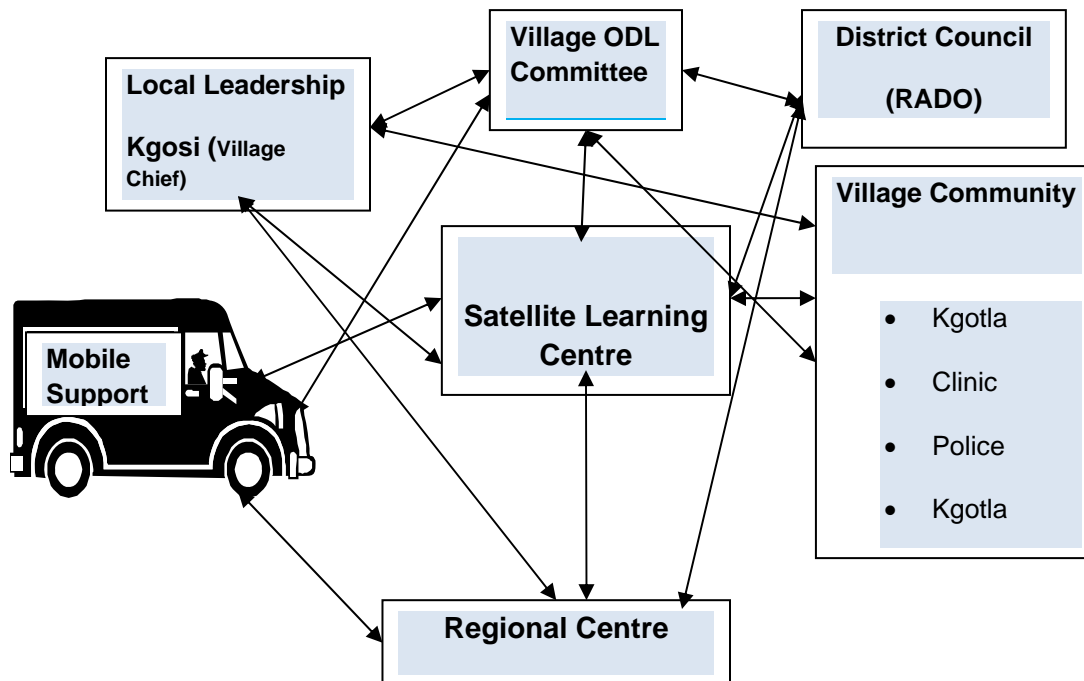 Village ODL
Committee
District Council
(RADO)
Local Leadership
Kgosi (Village
Chief)
Village Community
Satellite Learning
Centre
• Kgotla
• Clinic
• Police
• Kgotla
Mobile
Support
Regional Centre